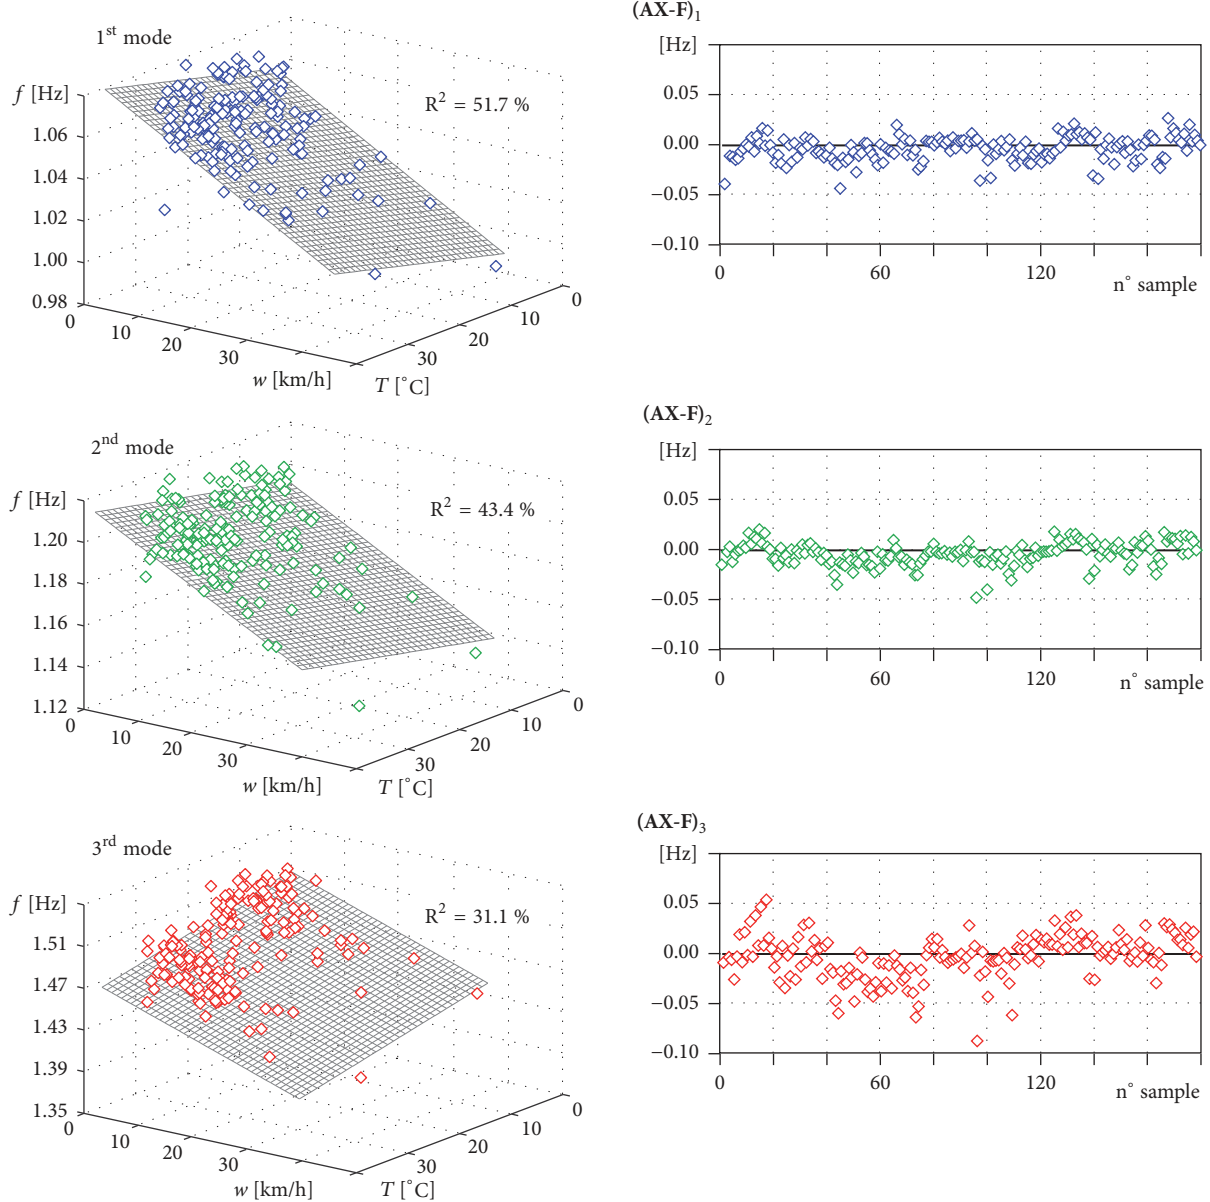 1st mode
f [Hz]
R² = 51.7 %
1.06
1.04
1.02
1.00
0.98
0
10
20
30
w [km/h]
0
10
20
30
T [°C]
(AX-F)₁
[Hz]
0.05
0.00
−0.05
−0.10
0
60
120
n° sample
2nd mode
f [Hz]
R² = 43.4 %
1.20
1.18
1.16
1.14
1.12
0
10
20
30
w [km/h]
0
10
20
30
T [°C]
(AX-F)₂
[Hz]
0.05
0.00
−0.05
−0.10
0
60
120
n° sample
3rd mode
f [Hz]
R² = 31.1 %
1.51
1.47
1.43
1.39
1.35
0
10
20
30
w [km/h]
0
10
20
30
T [°C]
(AX-F)₃
[Hz]
0.05
0.00
−0.05
−0.10
0
60
120
n° sample